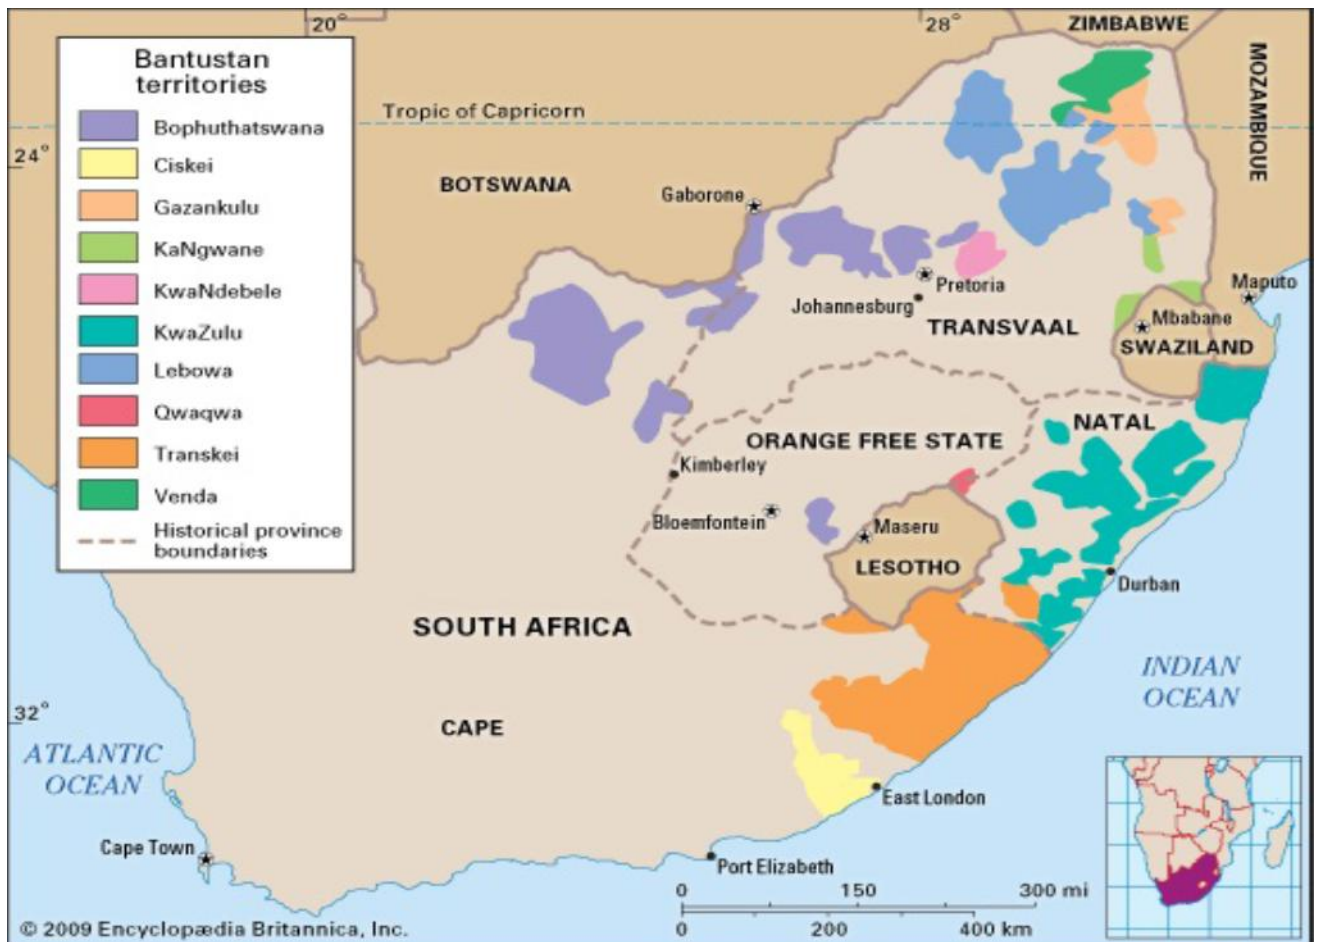 20°
28°
ZIMBABWE
Bantustan
territories
Bophuthatswana
Ciskei
Gazankulu
KaNgwane
KwaNdebele
KwaZulu
Lebowa
Qwaqwa
Transkei
Venda
Historical province
boundaries
Tropic of Capricorn
MOZAMBIQUE
24°
BOTSWANA
Gaborone
Pretoria
Johannesburg
TRANSVAAL
Maputo
Mbabane
SWAZILAND
NATAL
ORANGE FREE STATE
Kimberley
Bloemfontein
Maseru
LESOTHO
Durban
SOUTH AFRICA
INDIAN
OCEAN
32°
CAPE
ATLANTIC
OCEAN
East London
Cape Town
Port Elizabeth
0 150 300 mi
0 200 400 km
© 2009 Encyclopædia Britannica, Inc.